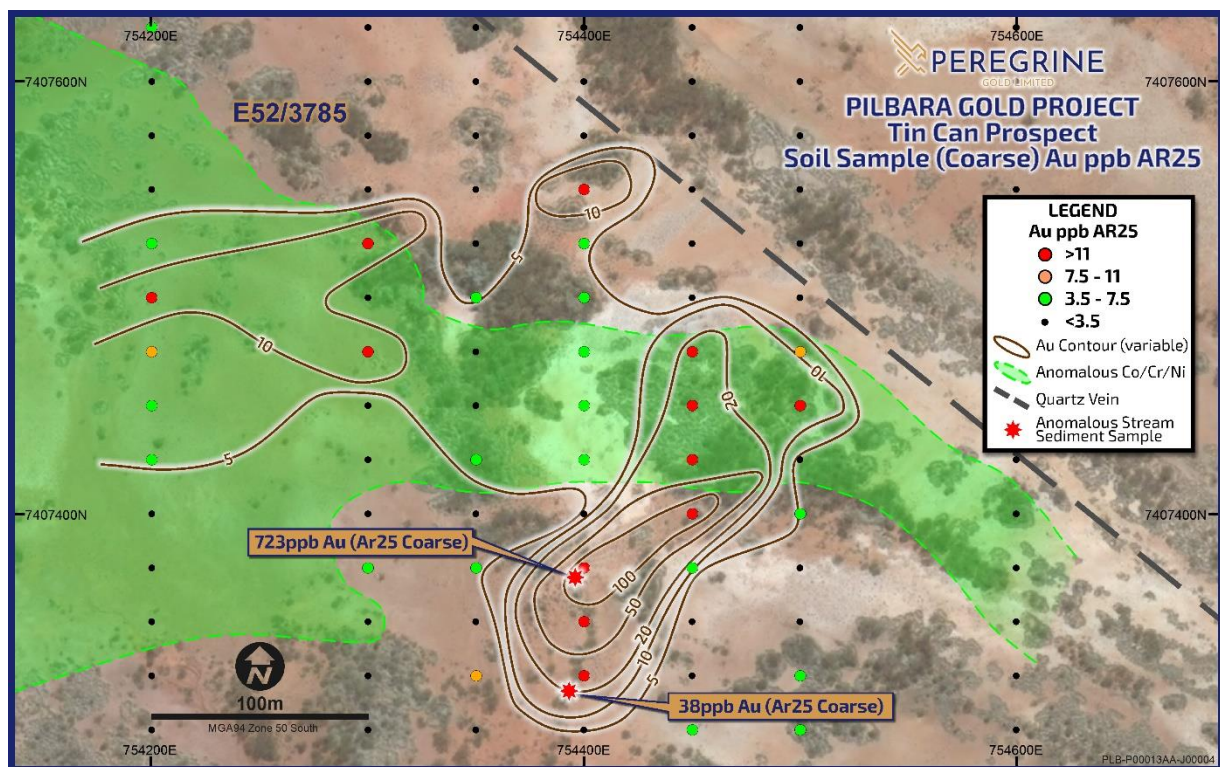 754200E
754400E
754600E
7407600N
7407600N
PEREGRINE
GOLD LIMITED
E52/3785
PILBARA GOLD PROJECT
Tin Can Prospect
Soil Sample (Coarse) Au ppb AR25
LEGEND
Au ppb AR25
>11
7.5 - 11
3.5 - 7.5
<3.5
Au Contour (variable)
Anomalous Co/Cr/Ni
Quartz Vein
Anomalous Stream
Sediment Sample
10
5
10
10
20
5
7407400N
7407400N
723ppb Au (Ar25 Coarse)
100
50
20
10
5
N
100m
MGA94 Zone 50 South
38ppb Au (Ar25 Coarse)
754200E
754400E
754600E
PLB-P00013AA-J00004